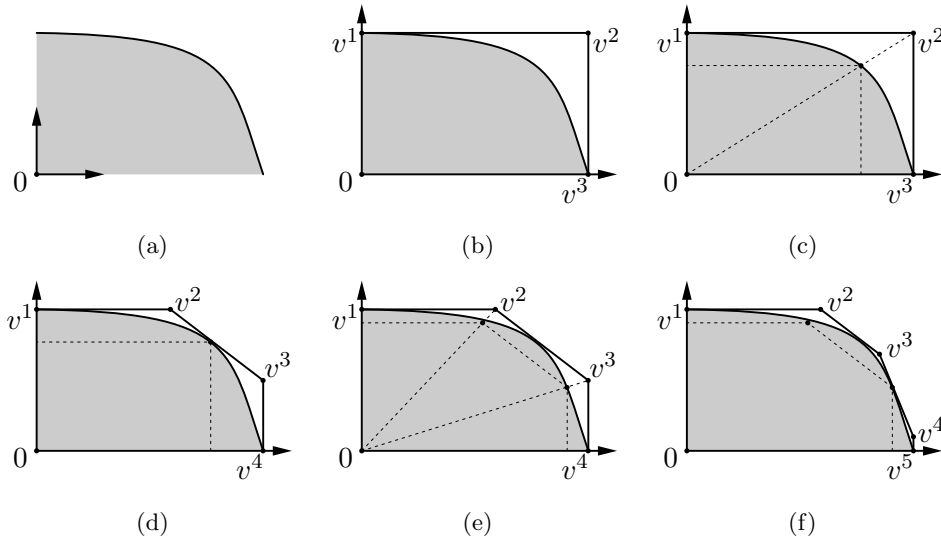 0
(a)
v¹ v²
0 v³
(b)
v¹ v²
0 v³
(c)
v¹ v²
v³
0 v⁴
(d)
v¹ v²
v³
0 v⁴
(e)
v¹ v²
v³
v⁴
0 v⁵
(f)